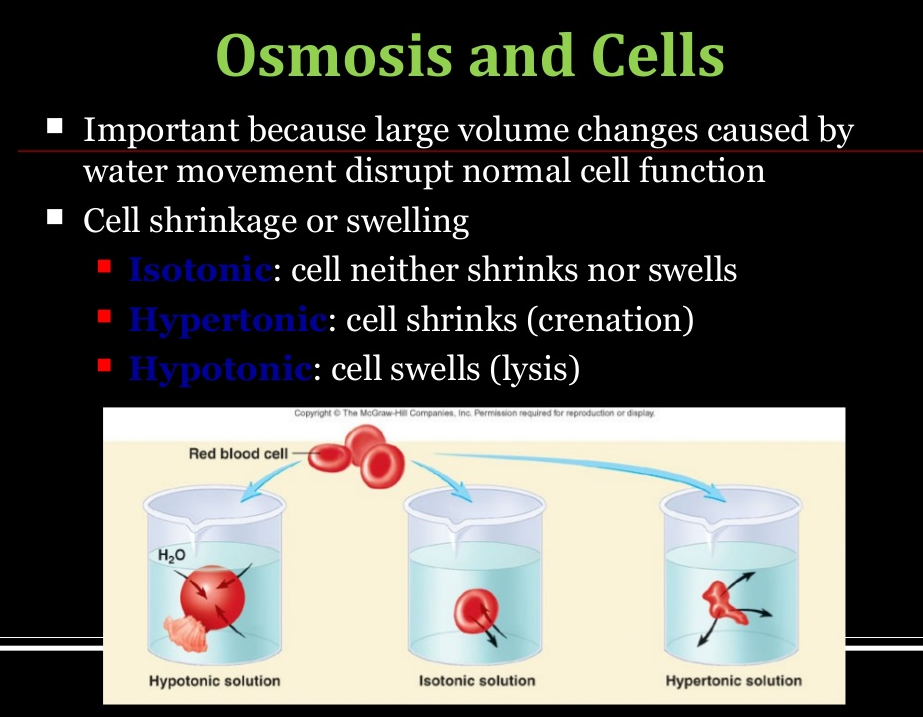 Osmosis and Cells
Important because large volume changes caused by
water movement disrupt normal cell function
Cell shrinkage or swelling
Isotonic: cell neither shrinks nor swells
Hypertonic: cell shrinks (crenation)
Hypotonic: cell swells (lysis)
Copyright © The McGraw-Hill Companies, Inc. Permission required for reproduction or display.
Red blood cell
H₂O
Hypotonic solution
Isotonic solution
Hypertonic solution